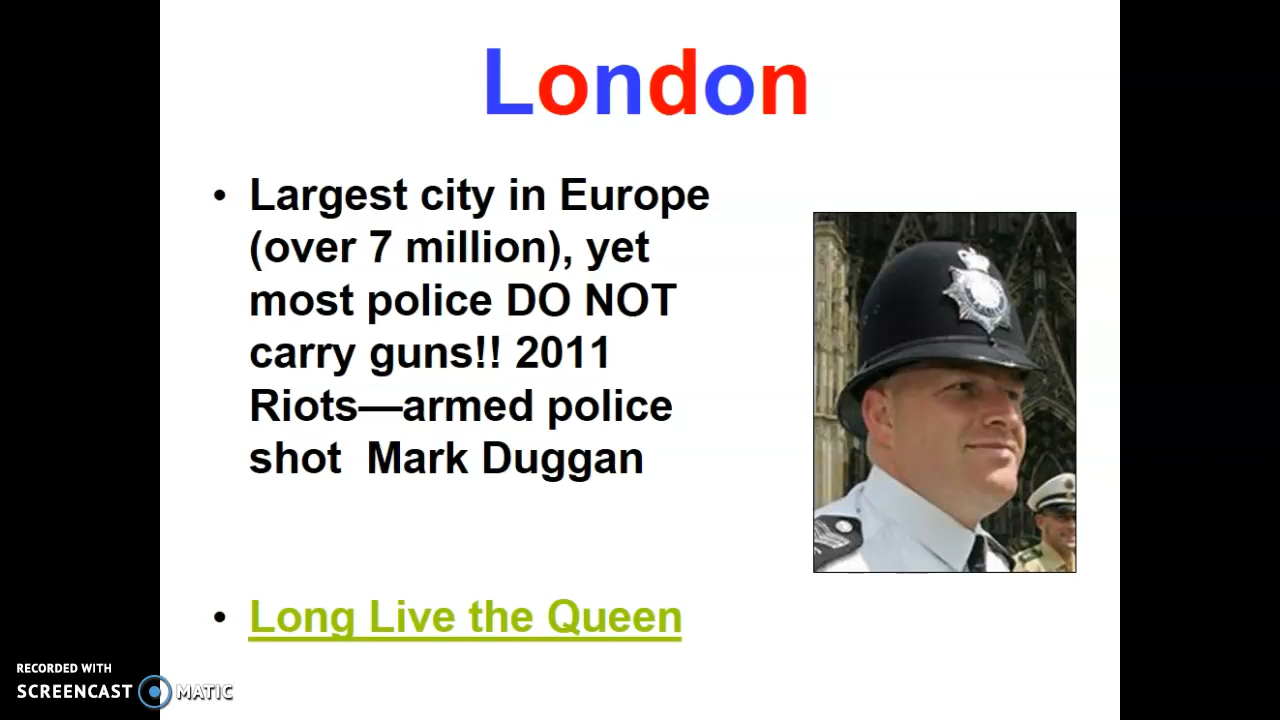 London
• Largest city in Europe
(over 7 million), yet
most police DO NOT
carry guns!! 2011
Riots—armed police
shot  Mark Duggan
• Long Live the Queen
RECORDED WITH
SCREENCAST MATIC